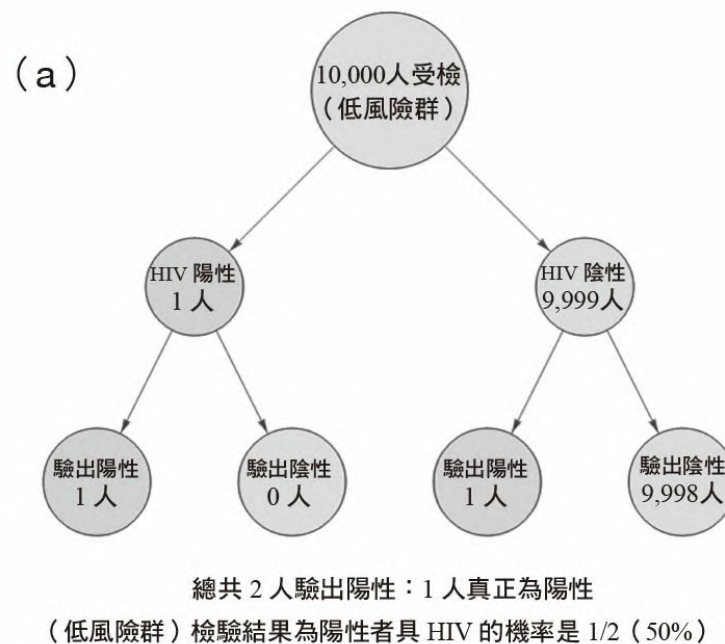 (a)
10,000人受檢
(低風險群)
HIV 陽性
1 人
HIV 陰性
9,999人
驗出陽性
1 人
驗出陰性
0 人
驗出陽性
1 人
驗出陰性
9,998人
總共 2 人驗出陽性：1 人真正為陽性
(低風險群) 檢驗結果為陽性者具 HIV 的機率是 1/2 (50%)